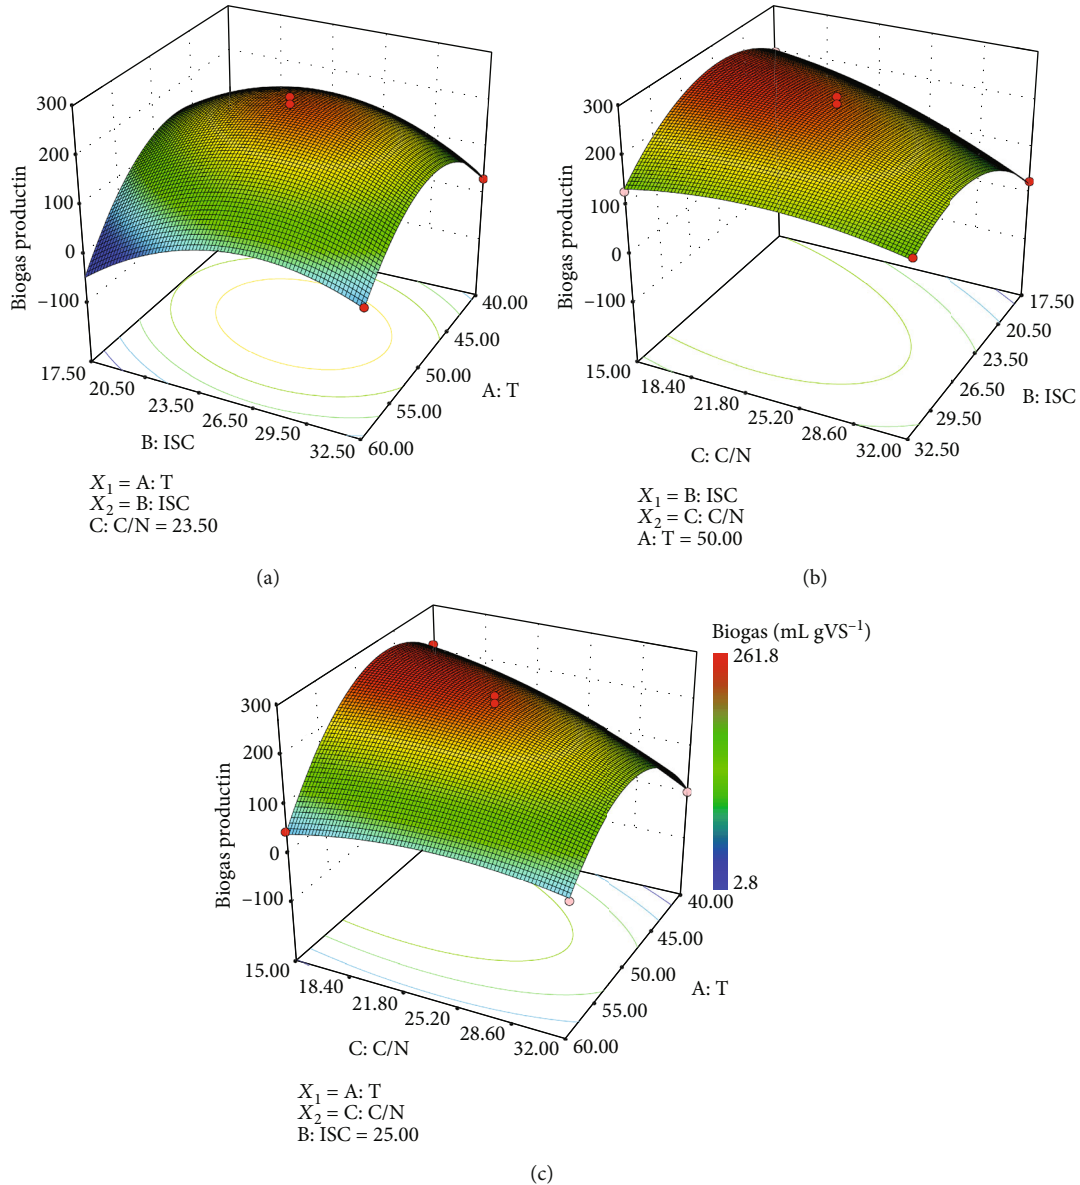 300
200
100
0
−100
Biogas productin
17.50
20.50
23.50
26.50
29.50
32.50
B: ISC
40.00
45.00
50.00
55.00
60.00
A: T
X1 = A: T
X2 = B: ISC
C: C/N = 23.50
(a)
300
200
100
0
−100
Biogas productin
15.00
18.40
21.80
25.20
28.60
32.00
C: C/N
17.50
20.50
23.50
26.50
29.50
32.50
B: ISC
X1 = B: ISC
X2 = C: C/N
A: T = 50.00
(b)
300
200
100
0
−100
Biogas productin
15.00
18.40
21.80
25.20
28.60
32.00
C: C/N
40.00
45.00
50.00
55.00
60.00
A: T
Biogas (mL gVS−1)
261.8
2.8
X1 = A: T
X2 = C: C/N
B: ISC = 25.00
(c)